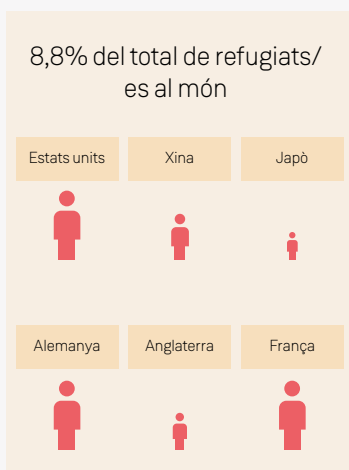 8,8% del total de refugiats/
es al món
Estats units
Xina
Japò
Alemanya
Anglaterra
França